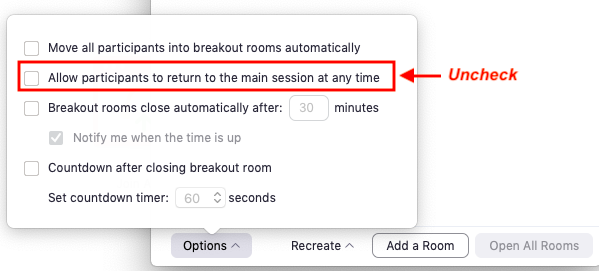 Move all participants into breakout rooms automatically
Allow participants to return to the main session at any time
Uncheck
Breakout rooms close automatically after: 30 minutes
Notify me when the time is up
Countdown after closing breakout room
Set countdown timer: 60 seconds
Options Recreate Add a Room Open All Rooms